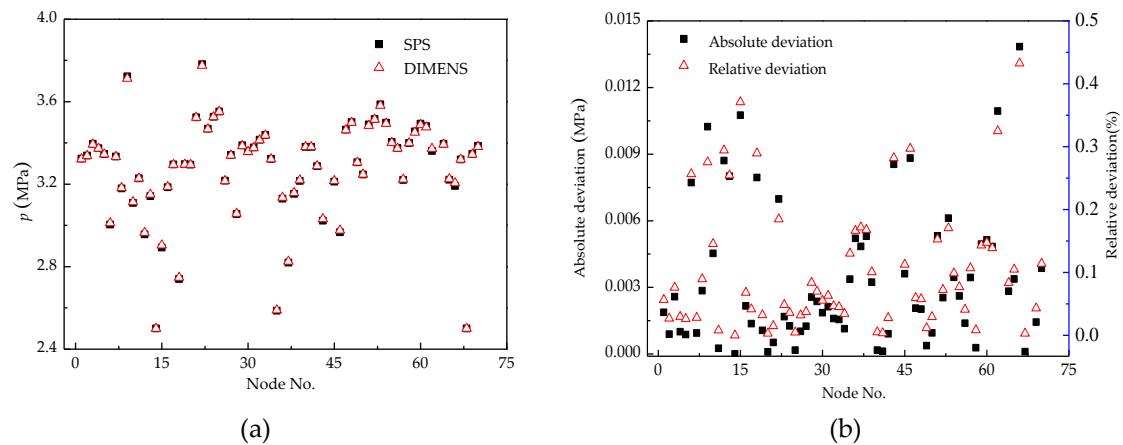 4.0
3.6
3.2
2.8
2.4
p (MPa)
SPS
DIMENS
0
15
30
45
60
75
Node No.
(a)
0.015
0.012
0.009
0.006
0.003
0.000
Absolute deviation (MPa)
Absolute deviation
Relative deviation
0.5
0.4
0.3
0.2
0.1
0.0
Relative deviation(%)
0
15
30
45
60
75
Node No.
(b)